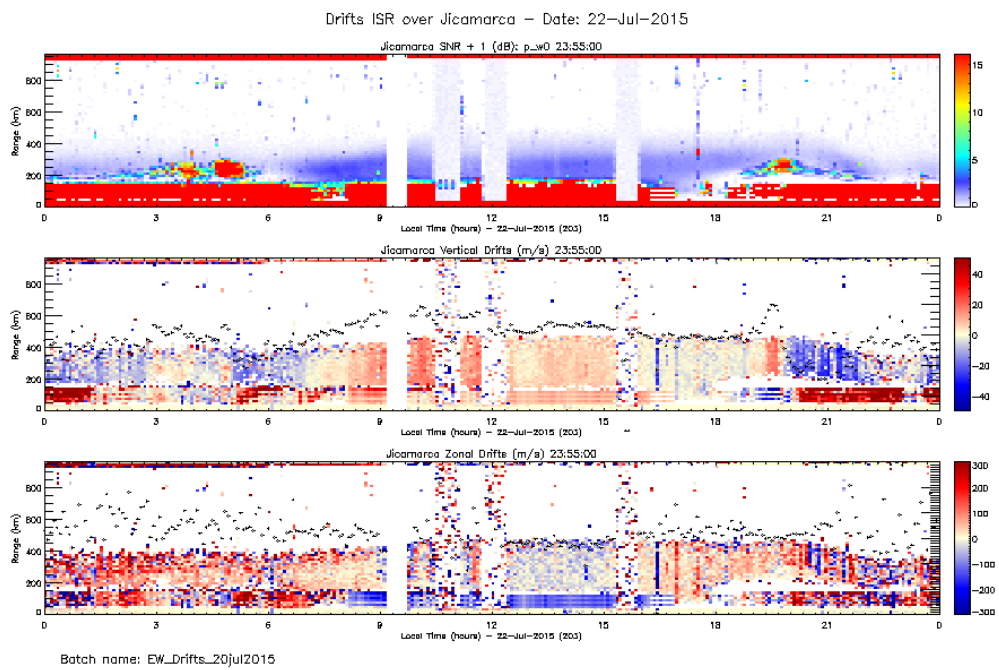 Drifts ISR over Jicamarca - Date: 22-Jul-2015
Jicamarca SNR + 1 (dB): p_w0 23:55:00
Range (km)
800
600
400
200
0
0 3 6 9 12 15 18 21 0
Local Time (hours) - 22-Jul-2015 (203)
15
10
5
0
Jicamarca Vertical Drifts (m/s) 23:55:00
Range (km)
800
600
400
200
0
0 3 6 9 12 15 18 21 0
Local Time (hours) - 22-Jul-2015 (203)
40
20
0
-20
-40
Jicamarca Zonal Drifts (m/s) 23:55:00
Range (km)
800
600
400
200
0
0 3 6 9 12 15 18 21 0
Local Time (hours) - 22-Jul-2015 (203)
300
200
100
0
-100
-200
-300
Batch name: EW_Drifts_20jul2015